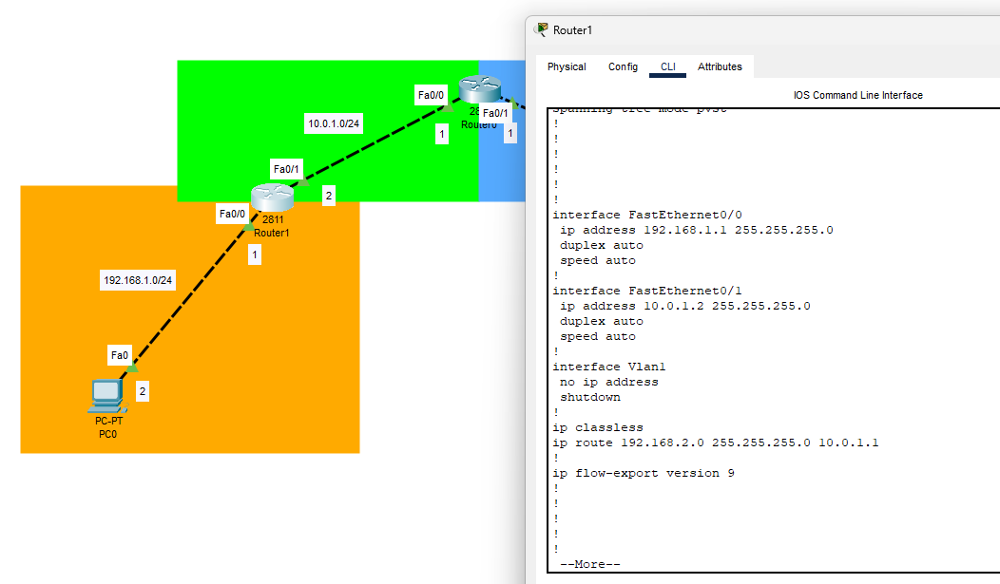 Router1
Physical Config CLI Attributes
IOS Command Line Interface
spanning-tree mode pvst
!
!
!
!
!
!
interface FastEthernet0/0
ip address 192.168.1.1 255.255.255.0
duplex auto
speed auto
!
interface FastEthernet0/1
ip address 10.0.1.2 255.255.255.0
duplex auto
speed auto
!
interface Vlan1
no ip address
shutdown
!
ip classless
ip route 192.168.2.0 255.255.255.0 10.0.1.1
!
ip flow-export version 9
!
!
!
!
!
--More--
Fa0/0
Fa0/1
Router0
1
1
10.0.1.0/24
Fa0/1
2
Fa0/0
2811
Router1
1
192.168.1.0/24
Fa0
2
PC-PT
PC0